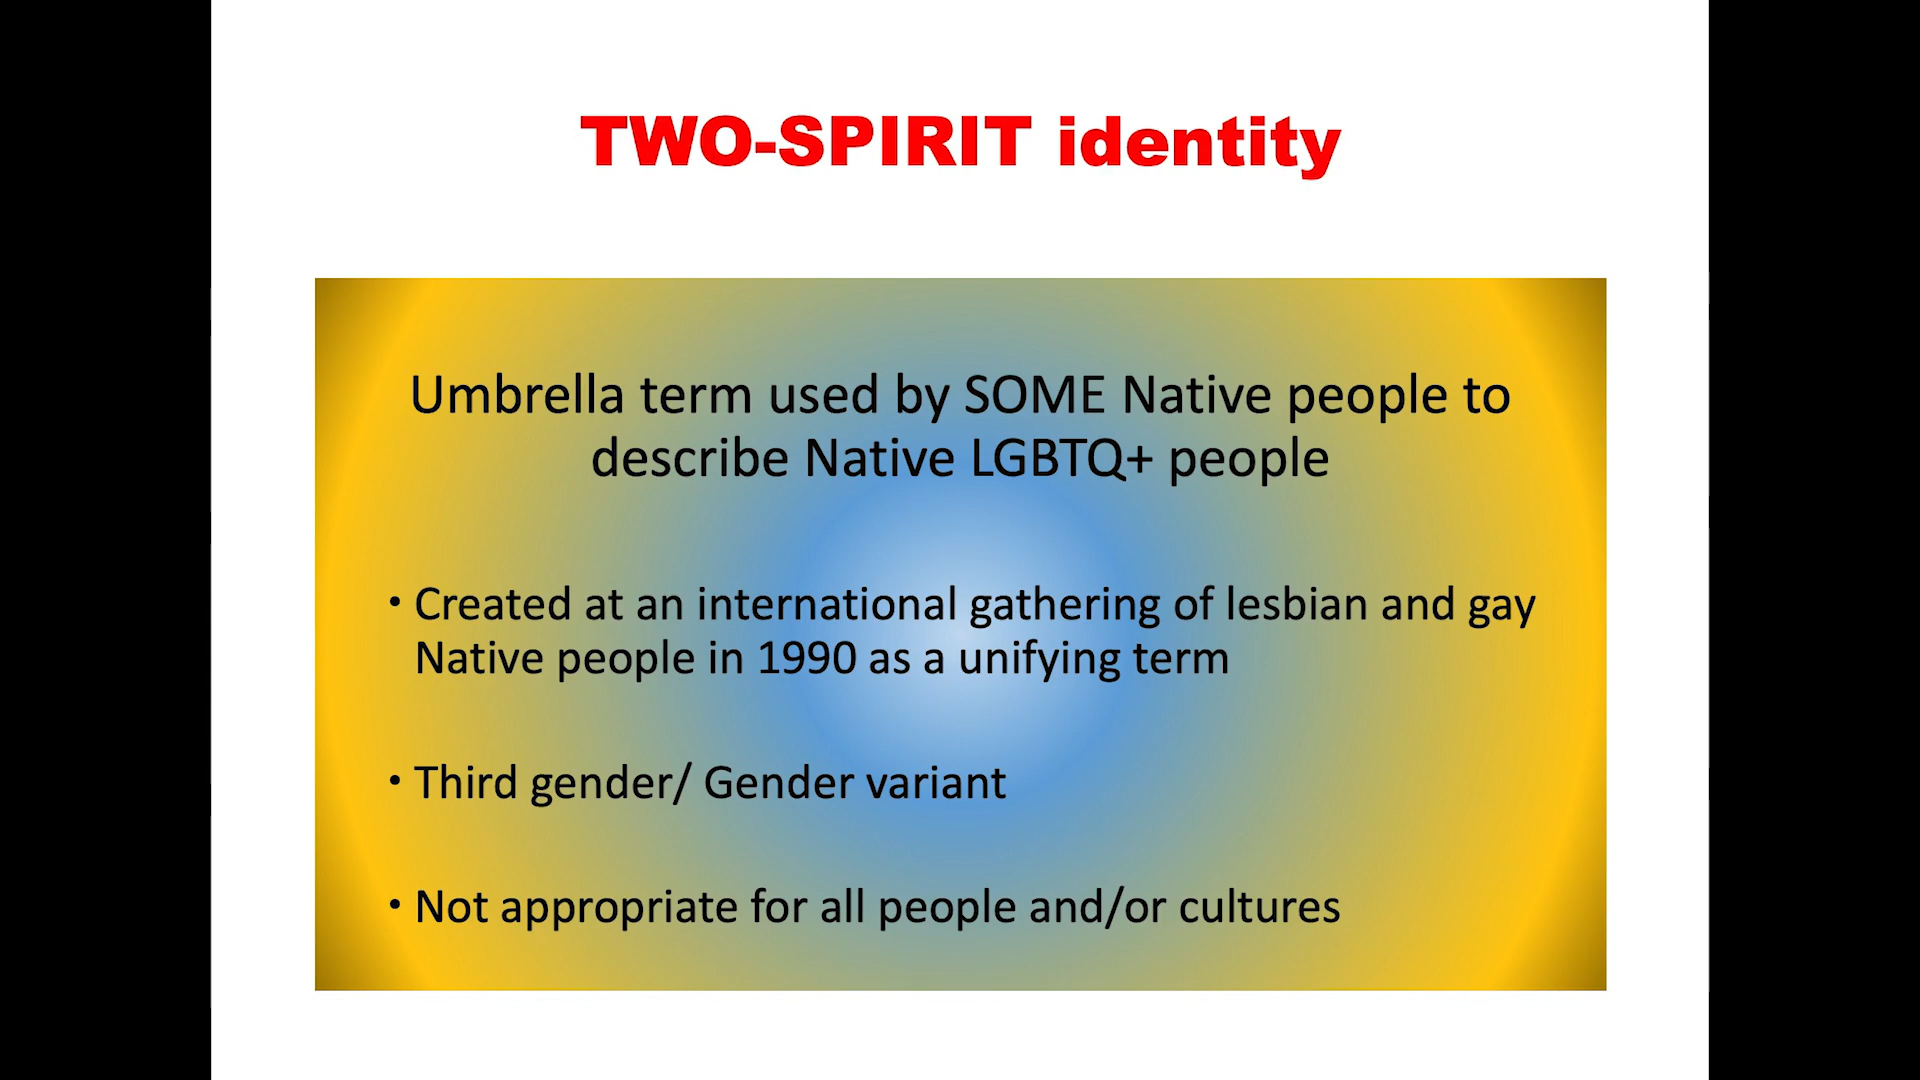 TWO-SPIRIT identity
Umbrella term used by SOME Native people to
describe Native LGBTQ+ people
• Created at an international gathering of lesbian and gay
Native people in 1990 as a unifying term
• Third gender/ Gender variant
• Not appropriate for all people and/or cultures